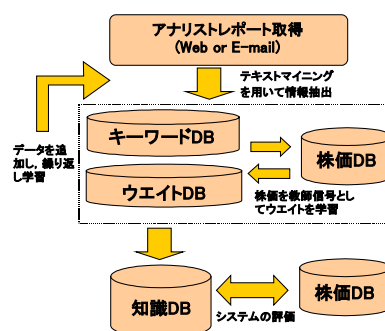 アナリストレポート取得
(Web or E-mail)
テキストマイニング
を用いて情報抽出
データを追
加し，繰り返
し学習
キーワードDB
株価DB
ウエイトDB
株価を教師信号とし
てウエイトを学習
知識DB
株価DB
システムの評価